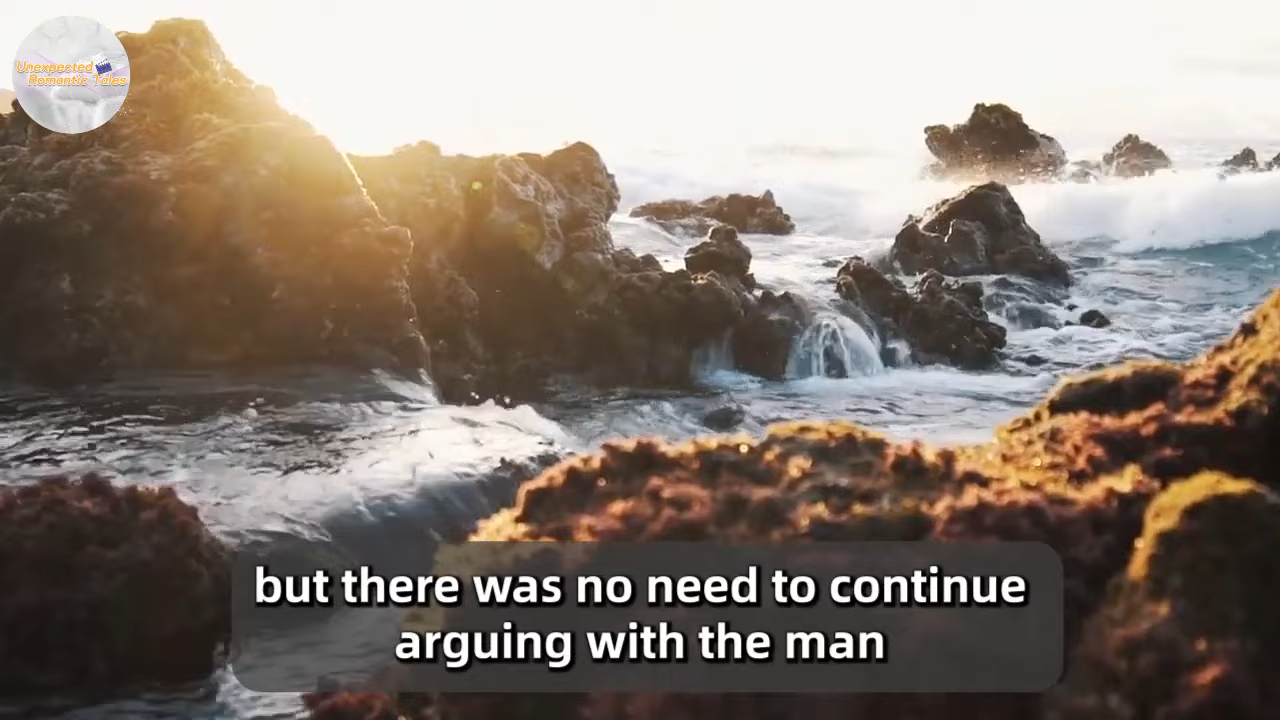 Unexpected
Romantic Tales
but there was no need to continue
arguing with the man